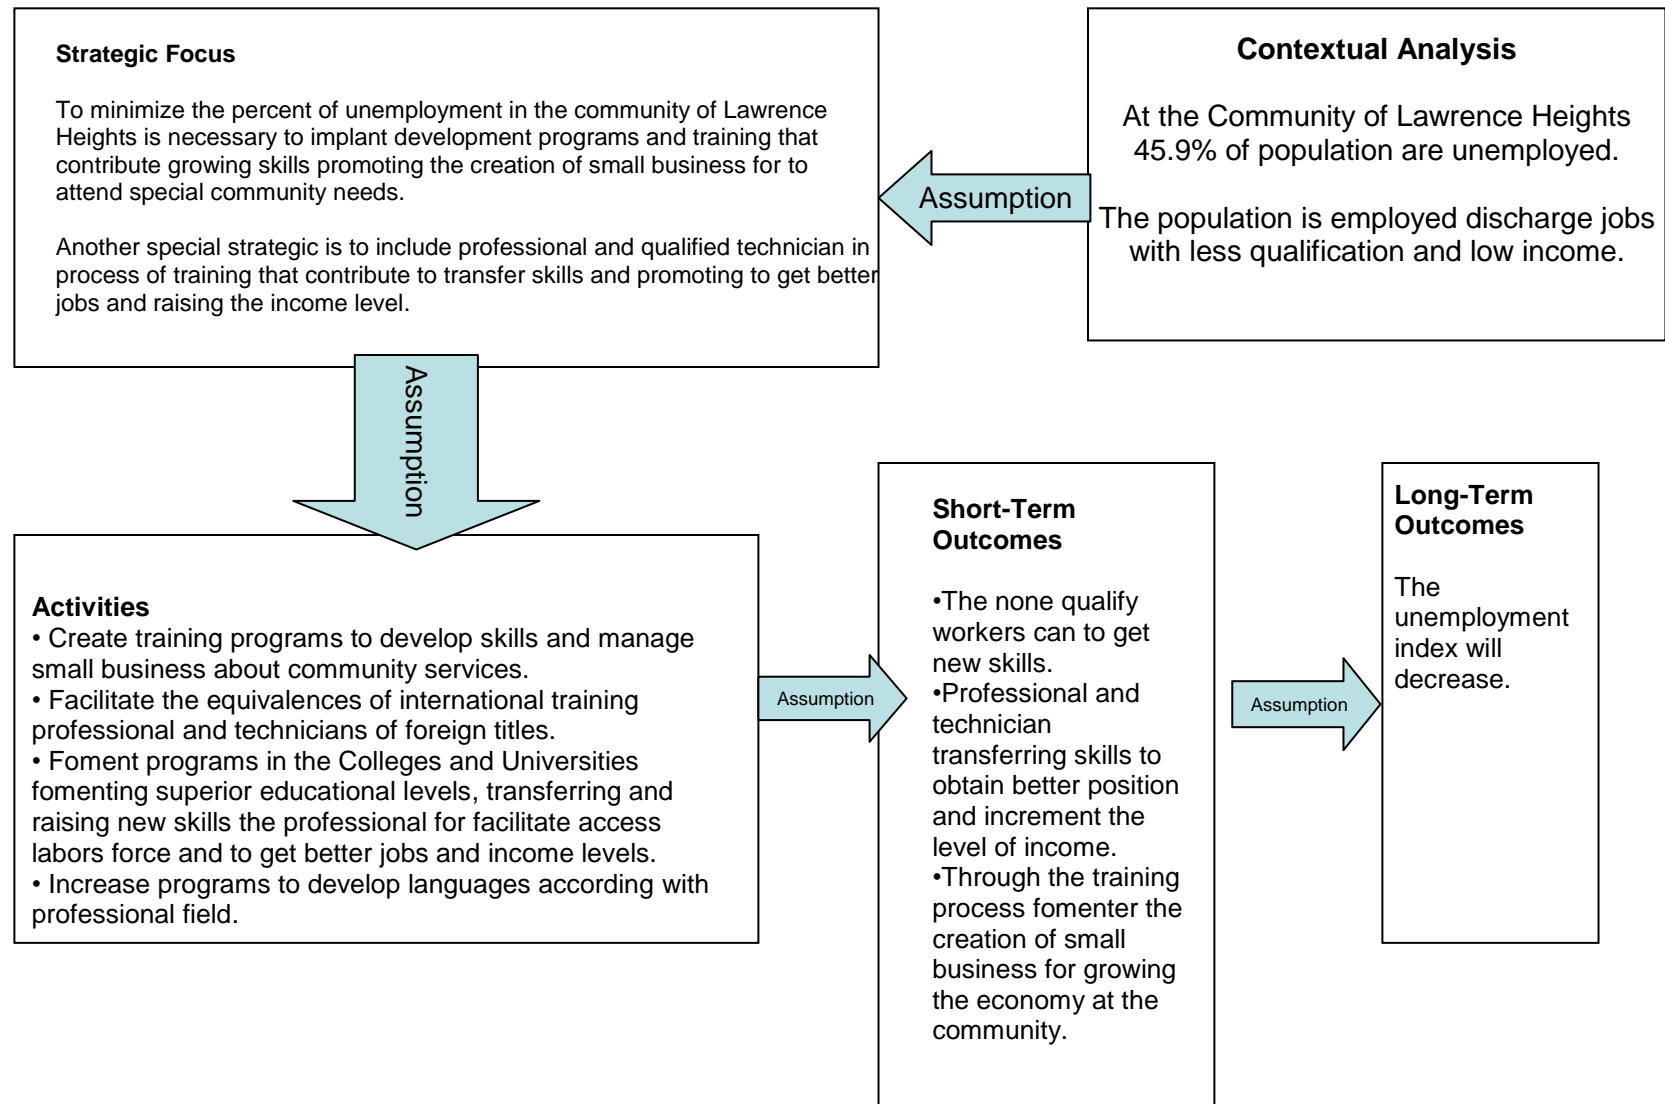 Contextual Analysis
At the Community of Lawrence Heights
45.9% of population are unemployed.
The population is employed discharge jobs
with less qualification and low income.
Assumption
Strategic Focus
To minimize the percent of unemployment in the community of Lawrence
Heights is necessary to implant development programs and training that
contribute growing skills promoting the creation of small business for to
attend special community needs.
Another special strategic is to include professional and qualified technician in
process of training that contribute to transfer skills and promoting to get better
jobs and raising the income level.
Assumption
Activities
• Create training programs to develop skills and manage
small business about community services.
• Facilitate the equivalences of international training
professional and technicians of foreign titles.
• Foment programs in the Colleges and Universities
fomenting superior educational levels, transferring and
raising new skills the professional for facilitate access
labors force and to get better jobs and income levels.
• Increase programs to develop languages according with
professional field.
Assumption
Short-Term
Outcomes
•The none qualify
workers can to get
new skills.
•Professional and
technician
transferring skills to
obtain better position
and increment the
level of income.
•Through the training
process fomenter the
creation of small
business for growing
the economy at the
community.
Assumption
Long-Term
Outcomes
The
unemployment
index will
decrease.